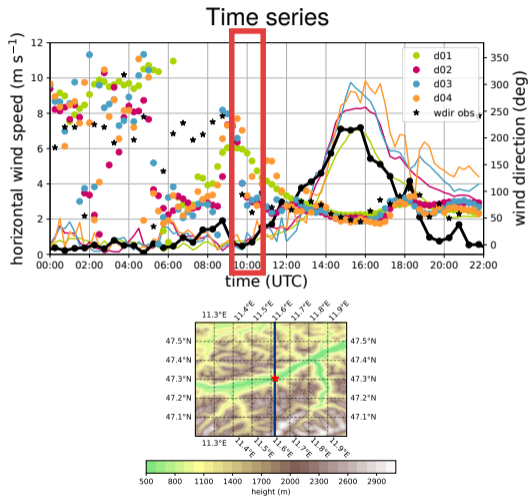 Time series
horizontal wind speed (m s⁻¹)
12
10
8
6
4
2
0
d01
d02
d03
d04
wdir obs
350
300
250
200
150
100
50
0
wind direction (deg)
00:00 02:00 04:00 06:00 08:00 10:00 12:00 14:00 16:00 18:00 20:00 22:00
time (UTC)
11.3°E 11.4°E 11.5°E 11.6°E 11.7°E 11.8°E 11.9°E
47.5°N 47.5°N
47.4°N 47.4°N
47.3°N 47.3°N
47.2°N 47.2°N
47.1°N 47.1°N
11.3°E 11.4°E 11.5°E 11.6°E 11.7°E 11.8°E 11.9°E
500 800 1100 1400 1700 2000 2300 2600 2900
height (m)